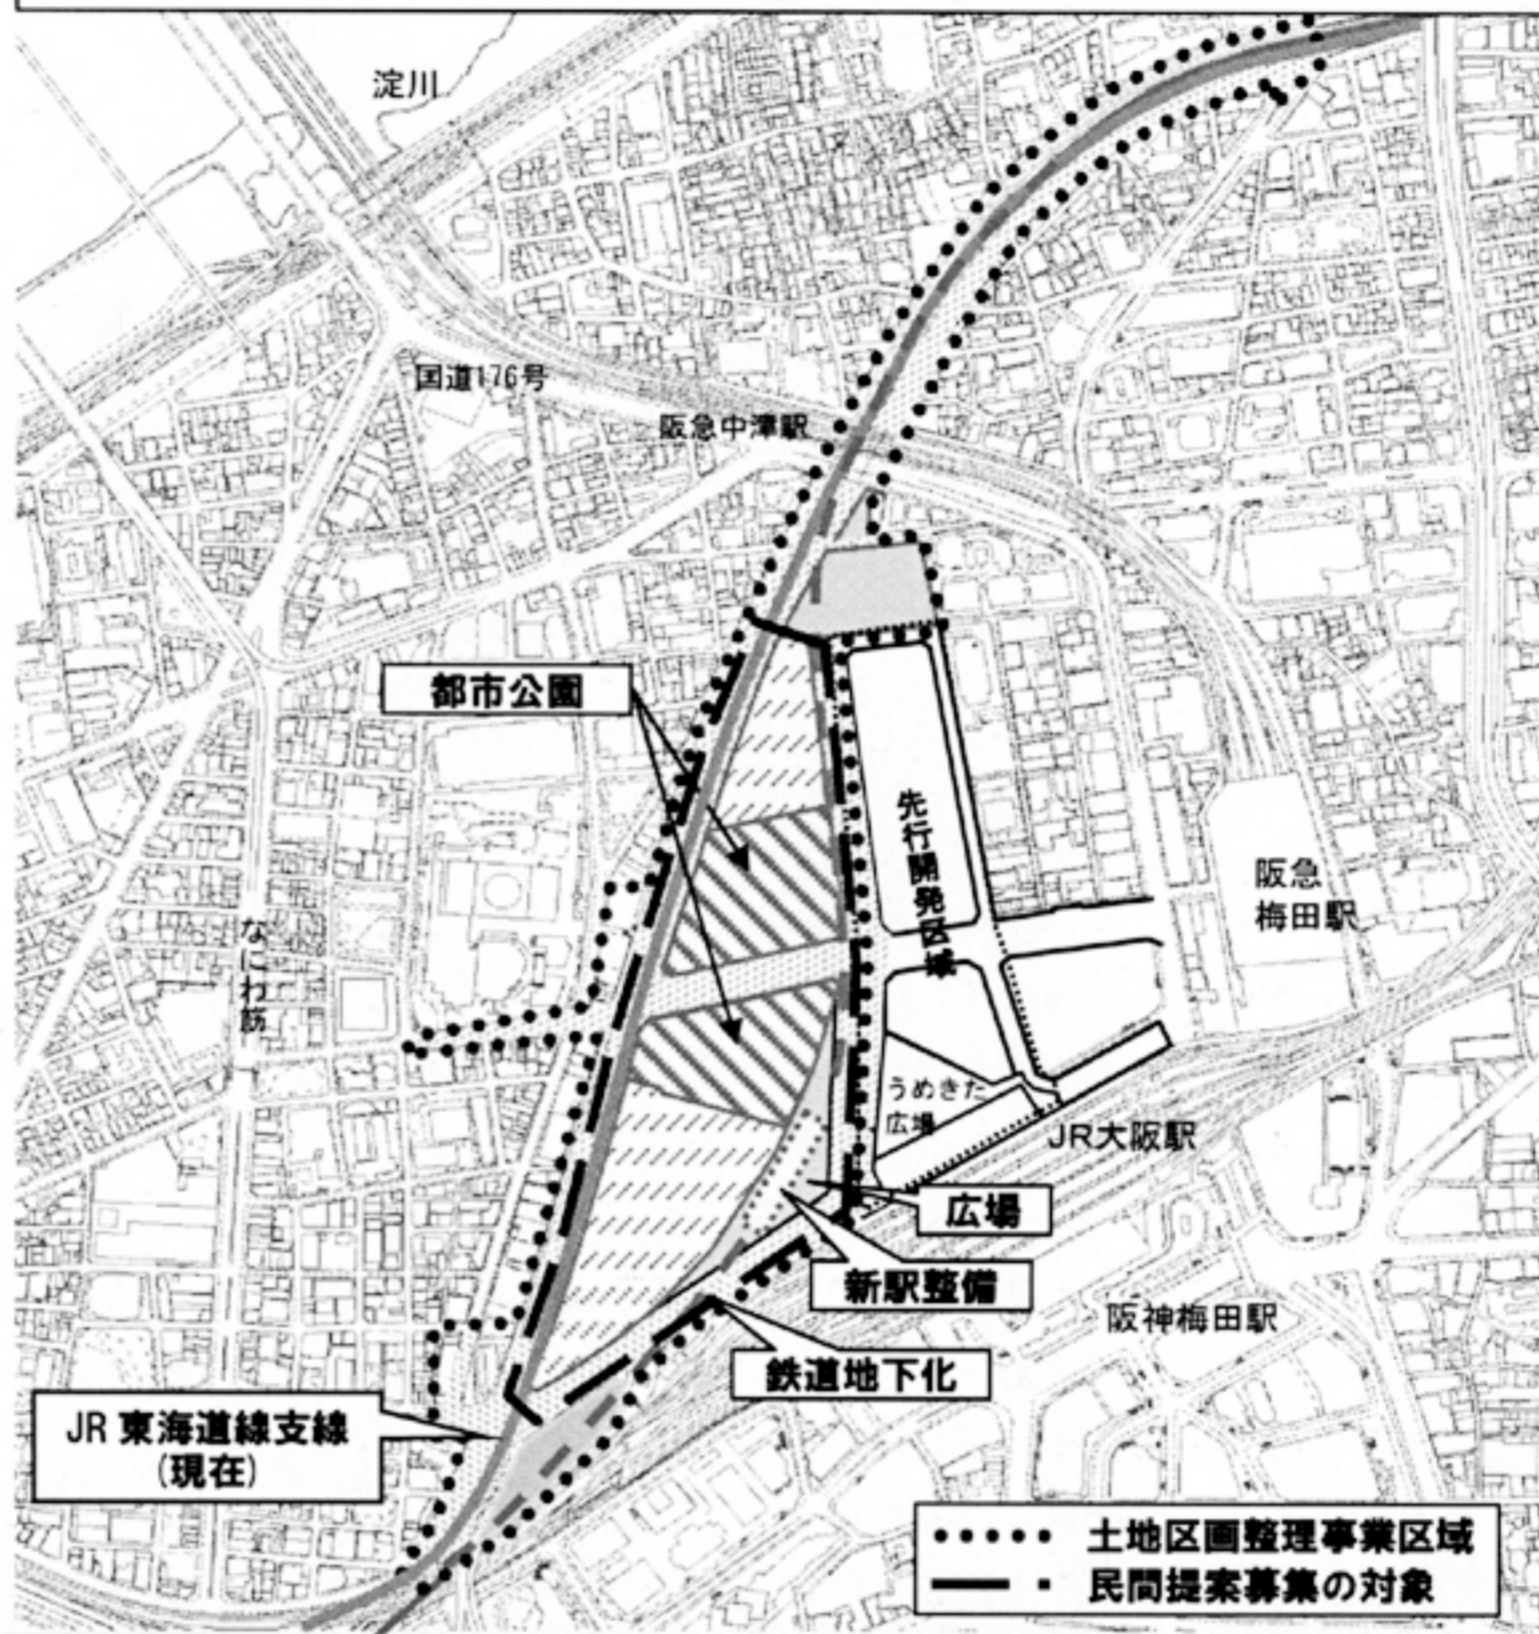 淀川
国道176号
阪急中津駅
都市公園
先行開発区域
阪急
梅田駅
なにわ筋
うめきた
広場
JR大阪駅
広場
新駅整備
阪神梅田駅
鉄道地下化
JR 東海道線支線
(現在)
土地区画整理事業区域
民間提案募集の対象